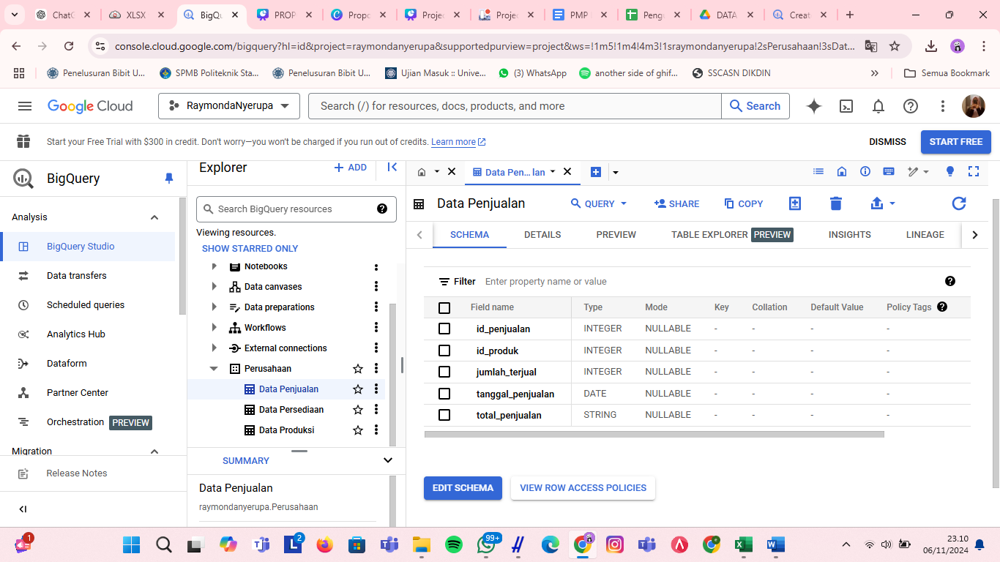 ChatG
XLSX
BigQu
PROP
Propo
Projec
Projec
PMP
Pengu
DATA
Create
console.cloud.google.com/bigquery?hl=id&project=raymondanyerupa&supportedpurview=project&ws=!1m5!1m4!4m3!1sraymondanyerupa!2sPerusahaan!3sDat...
Penelusuran Bibit U...
SPMB Politeknik Sta...
Penelusuran Bibit U...
Ujian Masuk :: Unive...
(3) WhatsApp
another side of ghif...
SSCASN DIKDIN
Semua Bookmark
Google Cloud
RaymondaNyerupa
Search (/) for resources, docs, products, and more
Search
Start your Free Trial with $300 in credit. Don't worry—you won't be charged if you run out of credits. Learn more
DISMISS
START FREE
BigQuery
Analysis
BigQuery Studio
Data transfers
Scheduled queries
Analytics Hub
Dataform
Partner Center
Orchestration PREVIEW
Migration
Release Notes
Explorer
+ ADD
Search BigQuery resources
Viewing resources.
SHOW STARRED ONLY
Notebooks
Data canvases
Data preparations
Workflows
External connections
Perusahaan
Data Penjualan
Data Persediaan
Data Produksi
SUMMARY
Data Penjualan
raymondanyerupa.Perusahaan
Data Pen... lan
Data Penjualan
QUERY
SHARE
COPY
SCHEMA
DETAILS
PREVIEW
TABLE EXPLORER PREVIEW
INSIGHTS
LINEAGE
Filter Enter property name or value
Field name Type Mode Key Collation Default Value Policy Tags
id_penjualan INTEGER NULLABLE - - - -
id_produk INTEGER NULLABLE - - - -
jumlah_terjual INTEGER NULLABLE - - - -
tanggal_penjualan DATE NULLABLE - - - -
total_penjualan STRING NULLABLE - - - -
EDIT SCHEMA
VIEW ROW ACCESS POLICIES
1
2
99+
23.10
06/11/2024